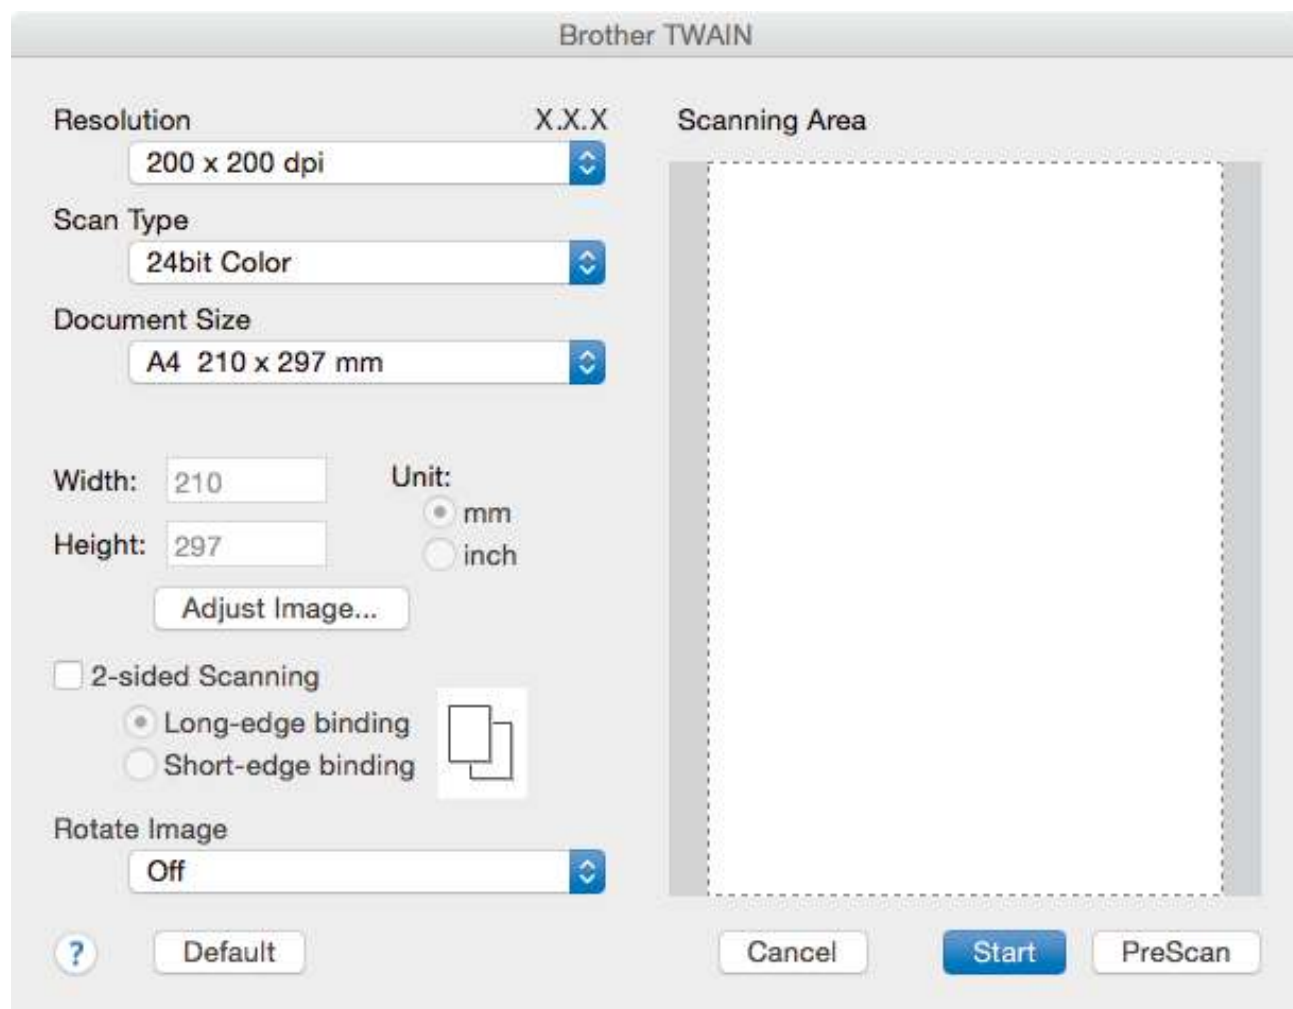 Brother TWAIN
Resolution X.X.X
200 x 200 dpi
Scan Type
24bit Color
Document Size
A4 210 x 297 mm
Width: 210
Height: 297
Unit:
mm
inch
Adjust Image...
2-sided Scanning
Long-edge binding
Short-edge binding
Rotate Image
Off
? Default
Scanning Area
Cancel Start PreScan